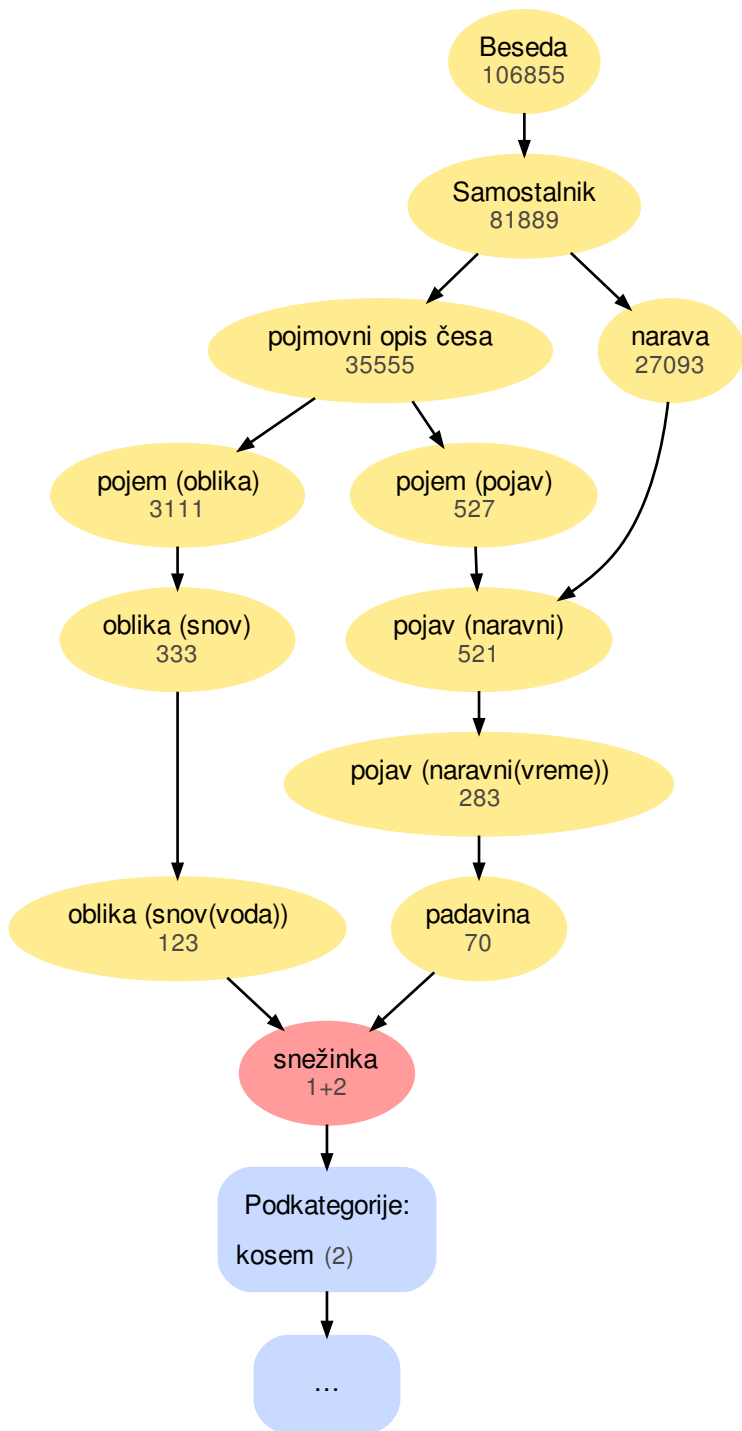 Beseda
106855
Samostalnik
81889
pojmovni opis česa
35555
narava
27093
pojem (oblika)
3111
pojem (pojav)
527
oblika (snov)
333
pojav (naravni)
521
pojav (naravni(vreme))
283
oblika (snov(voda))
123
padavina
70
snežinka
1+2
Podkategorije:
kosem (2)
...